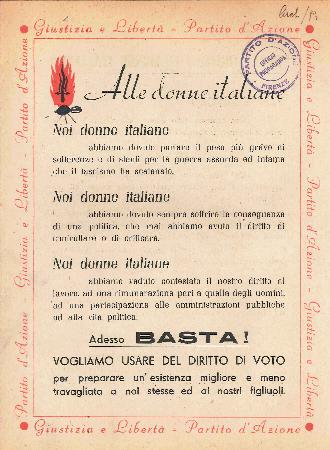 Giustizia e Libertà - Partito d'Azione
PARTITO D'AZIONE
UFFICIO
PROPAGANDA
FIRENZE
Alle donne italiane
Noi donne italiane
abbiamo dovuto portare il peso più grave di
sofferenze e di stenti per la guerra assurda ed infame
che il fascismo ha scatenato.
Noi donne italiane
abbiamo dovuto sempre soffrire le conseguenze
di una politica, che mai abbiamo avuto il diritto di
controllare o di criticare.
Noi donne italiane
abbiamo veduto contestato il nostro diritto al
lavoro, ad una rimunerazione pari a quella degli uomini,
ad una partecipazione alle amministrazioni pubbliche
ed alla vita politica.
Adesso BASTA!
VOGLIAMO USARE DEL DIRITTO DI VOTO
per preparare un'esistenza migliore e meno
travagliata a noi stesse ed ai nostri figliuoli.
Giustizia e Libertà - Partito d'Azione
Giustizia e Libertà - Partito d'Azione
Giustizia e Libertà - Partito d'Azione